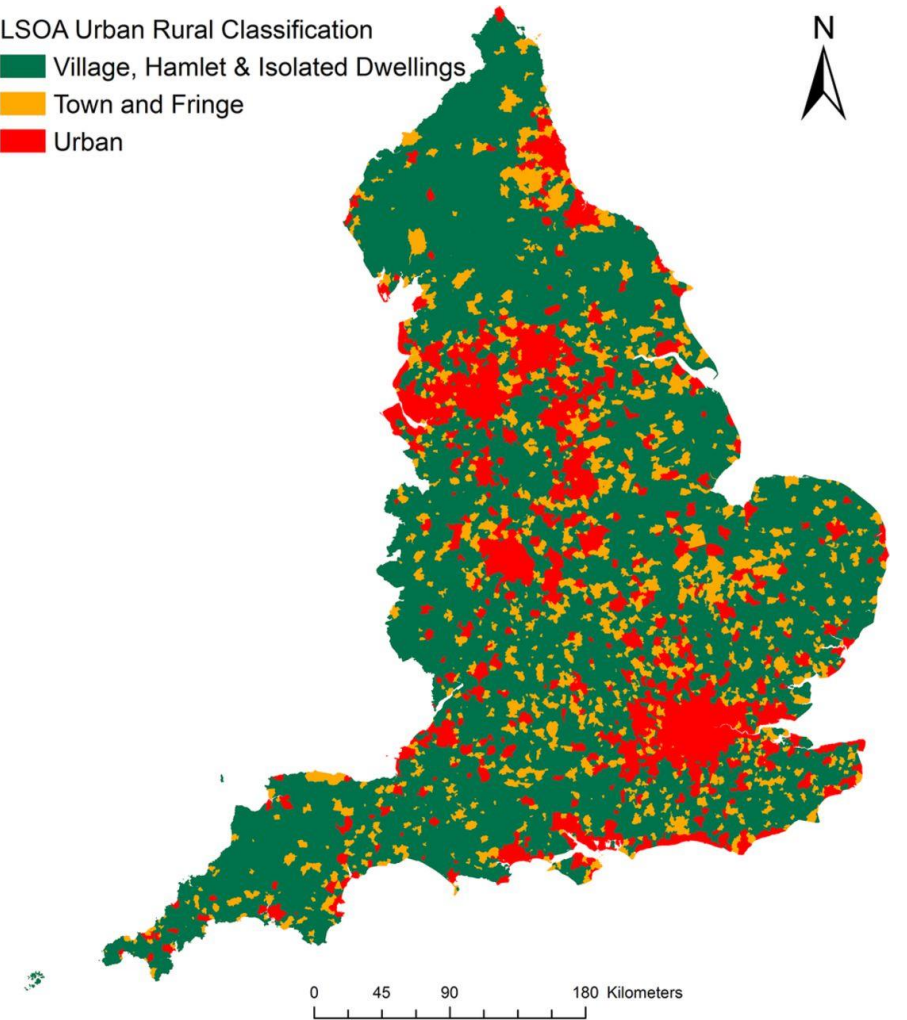 LSOA Urban Rural Classification
Village, Hamlet & Isolated Dwellings
Town and Fringe
Urban
N
0 45 90 180 Kilometers